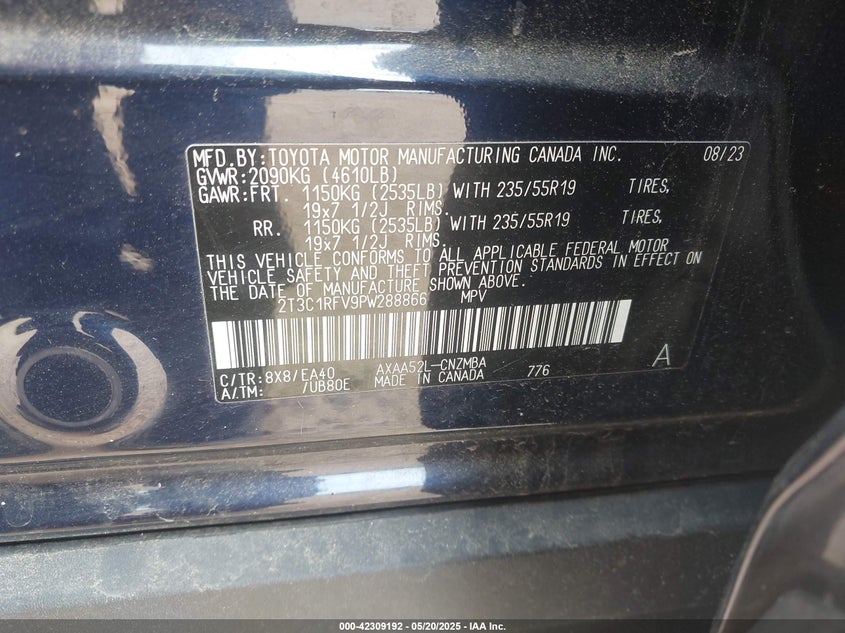 MFD.BY:TOYOTA MOTOR MANUFACTURING CANADA INC. 08/23
GVWR:2090KG (4610LB)
GAWR:FRT. 1150KG (2535LB) WITH 235/55R19 TIRES,
19x7 1/2J RIMS.
RR. 1150KG (2535LB) WITH 235/55R19 TIRES,
19x7 1/2J RIMS.
THIS VEHICLE CONFORMS TO ALL APPLICABLE FEDERAL MOTOR
VEHICLE SAFETY AND THEFT PREVENTION STANDARDS IN EFFECT ON
THE DATE OF MANUFACTURE SHOWN ABOVE.
2T3C1RFV9PW288866 MPV
C/TR:8X8/EA40 AXAA52L-CNZMBA 776 A
A/TM: /UB80E MADE IN CANADA
000-42309192 — 05/20/2025 — IAA Inc.